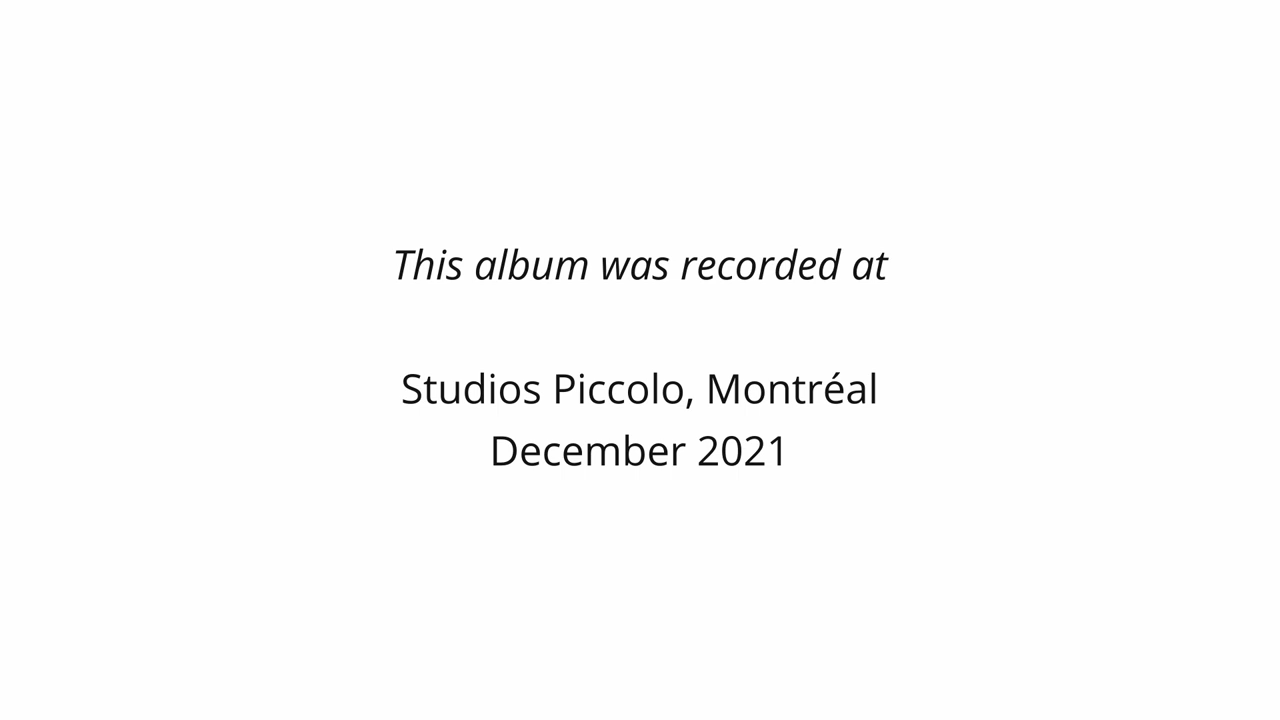 This album was recorded at
Studios Piccolo, Montréal
December 2021